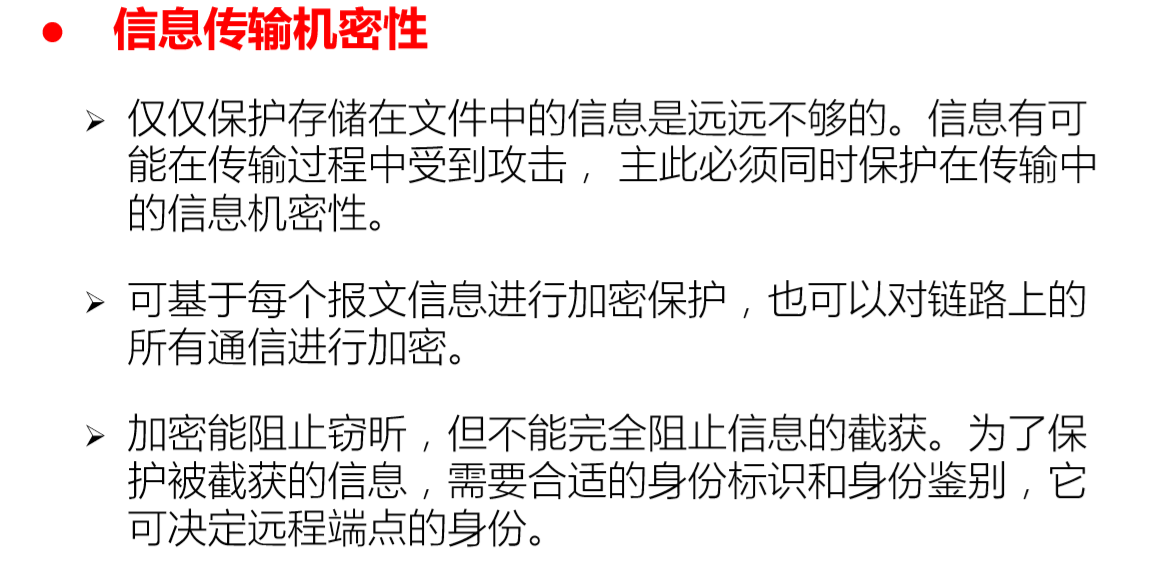 ● 信息传输机密性
➢ 仅仅保护存储在文件中的信息是远远不够的。信息有可
能在传输过程中受到攻击， 主此必须同时保护在传输中
的信息机密性。
➢ 可基于每个报文信息进行加密保护，也可以对链路上的
所有通信进行加密。
➢ 加密能阻止窃昕，但不能完全阻止信息的截获。为了保
护被截获的信息，需要合适的身份标识和身份鉴别，它
可决定远程端点的身份。